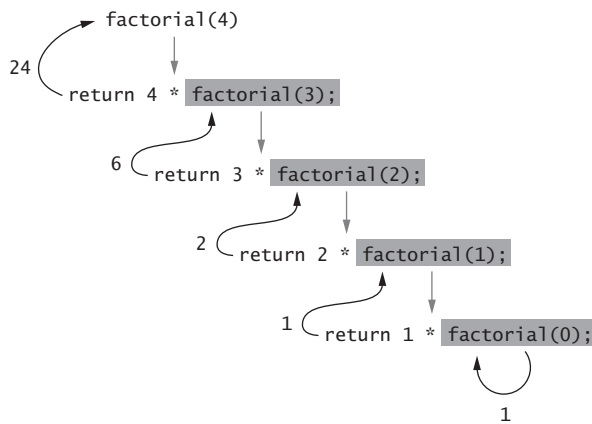 factorial(4)
24
return 4 * factorial(3);
6
return 3 * factorial(2);
2
return 2 * factorial(1);
1
return 1 * factorial(0);
1